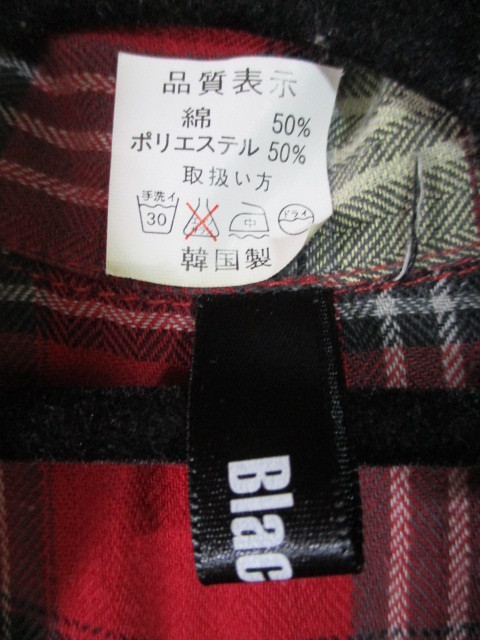 品質表示
綿 50%
ポリエステル 50%
取扱い方
手洗イ 30 中 ドライ
韓国製
Blac